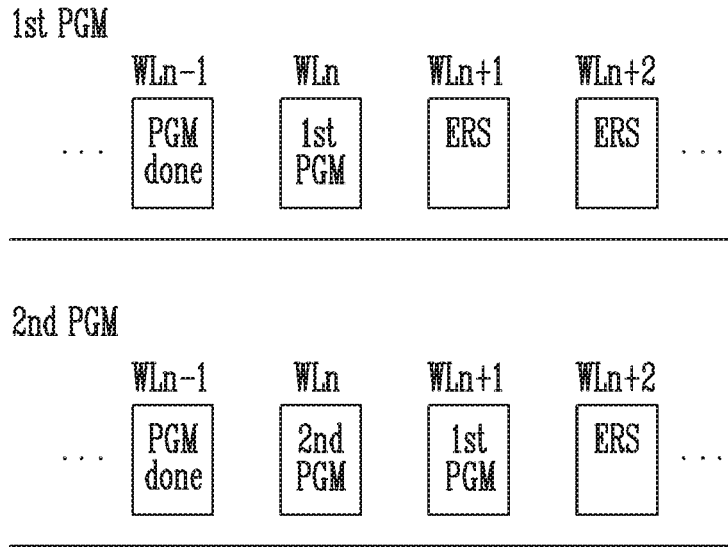 1st PGM
WLn-1 WLn WLn+1 WLn+2
... PGM done 1st PGM ERS ERS ...
2nd PGM
WLn-1 WLn WLn+1 WLn+2
... PGM done 2nd PGM 1st PGM ERS ...